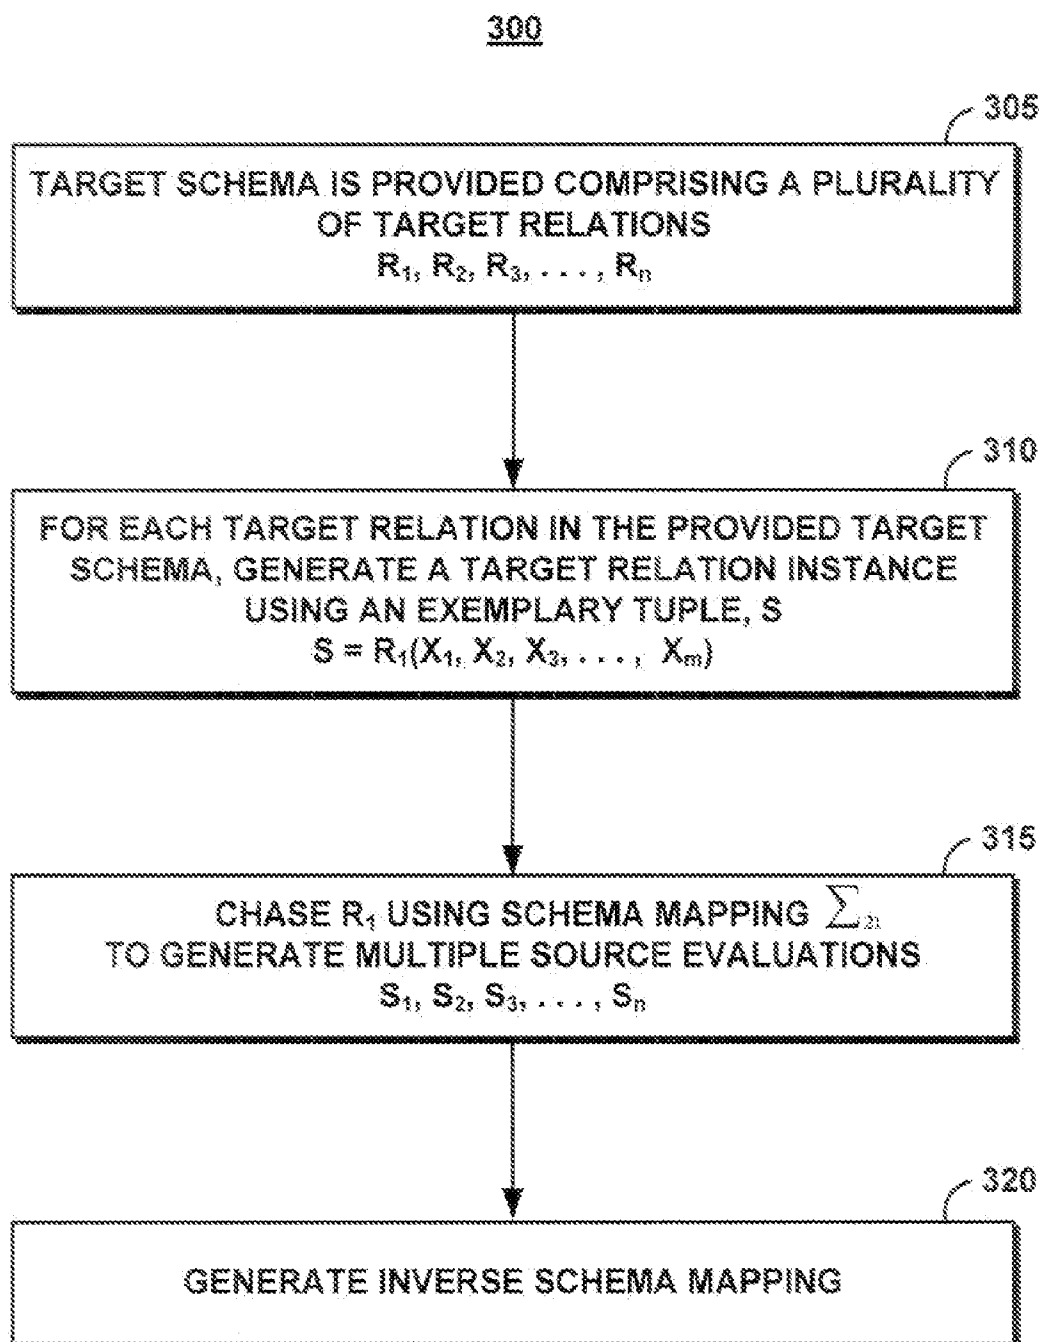 300
305
TARGET SCHEMA IS PROVIDED COMPRISING A PLURALITY
OF TARGET RELATIONS
R₁, R₂, R₃, . . . , Rₙ
310
FOR EACH TARGET RELATION IN THE PROVIDED TARGET
SCHEMA, GENERATE A TARGET RELATION INSTANCE
USING AN EXEMPLARY TUPLE, S
S = R₁(X₁, X₂, X₃, . . . , Xₘ)
315
CHASE R₁ USING SCHEMA MAPPING ∑₂₁
TO GENERATE MULTIPLE SOURCE EVALUATIONS
S₁, S₂, S₃, . . . , Sₙ
320
GENERATE INVERSE SCHEMA MAPPING